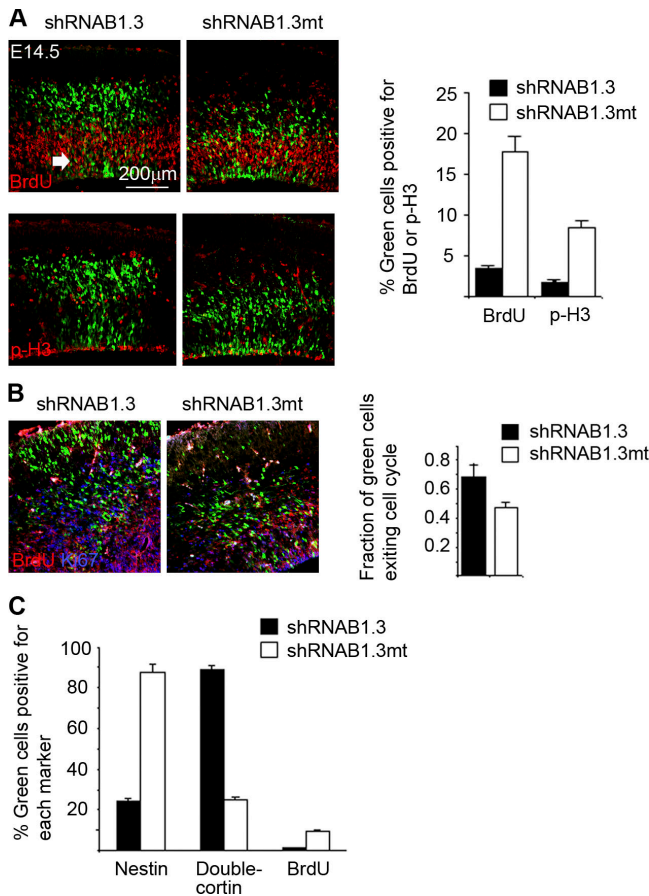 A
shRNAB1.3 shRNAB1.3mt
E14.5
BrdU
200μm
p-H3
shRNAB1.3
shRNAB1.3mt
% Green cells positive for
BrdU or p-H3
25
20
15
10
5
BrdU p-H3
B
shRNAB1.3 shRNAB1.3mt
BrdU Ki67
shRNAB1.3
shRNAB1.3mt
Fraction of green cells
exiting cell cycle
0.8
0.6
0.4
0.2
C
shRNAB1.3
shRNAB1.3mt
% Green cells positive for
each marker
100
80
60
40
20
Nestin Double- BrdU
cortin